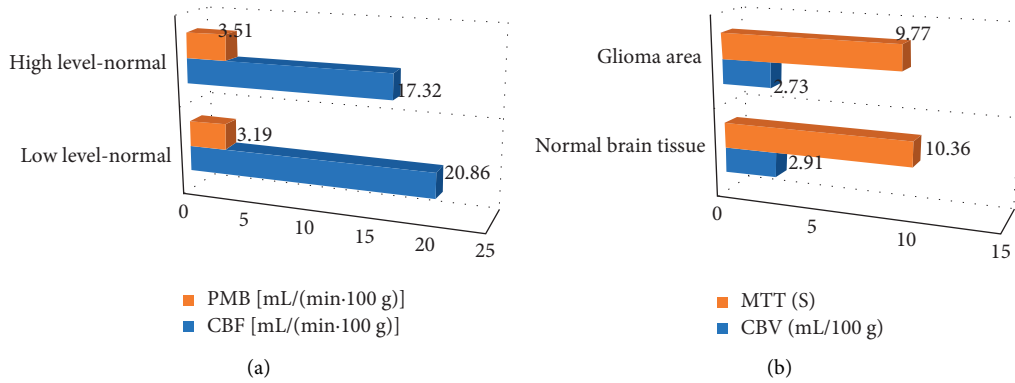 High level-normal
3.51
17.32
Low level-normal
3.19
20.86
0
5
10
15
20
25
PMB [mL/(min·100 g)]
CBF [mL/(min·100 g)]
(a)
Glioma area
9.77
2.73
Normal brain tissue
10.36
2.91
0
5
10
15
MTT (S)
CBV (mL/100 g)
(b)